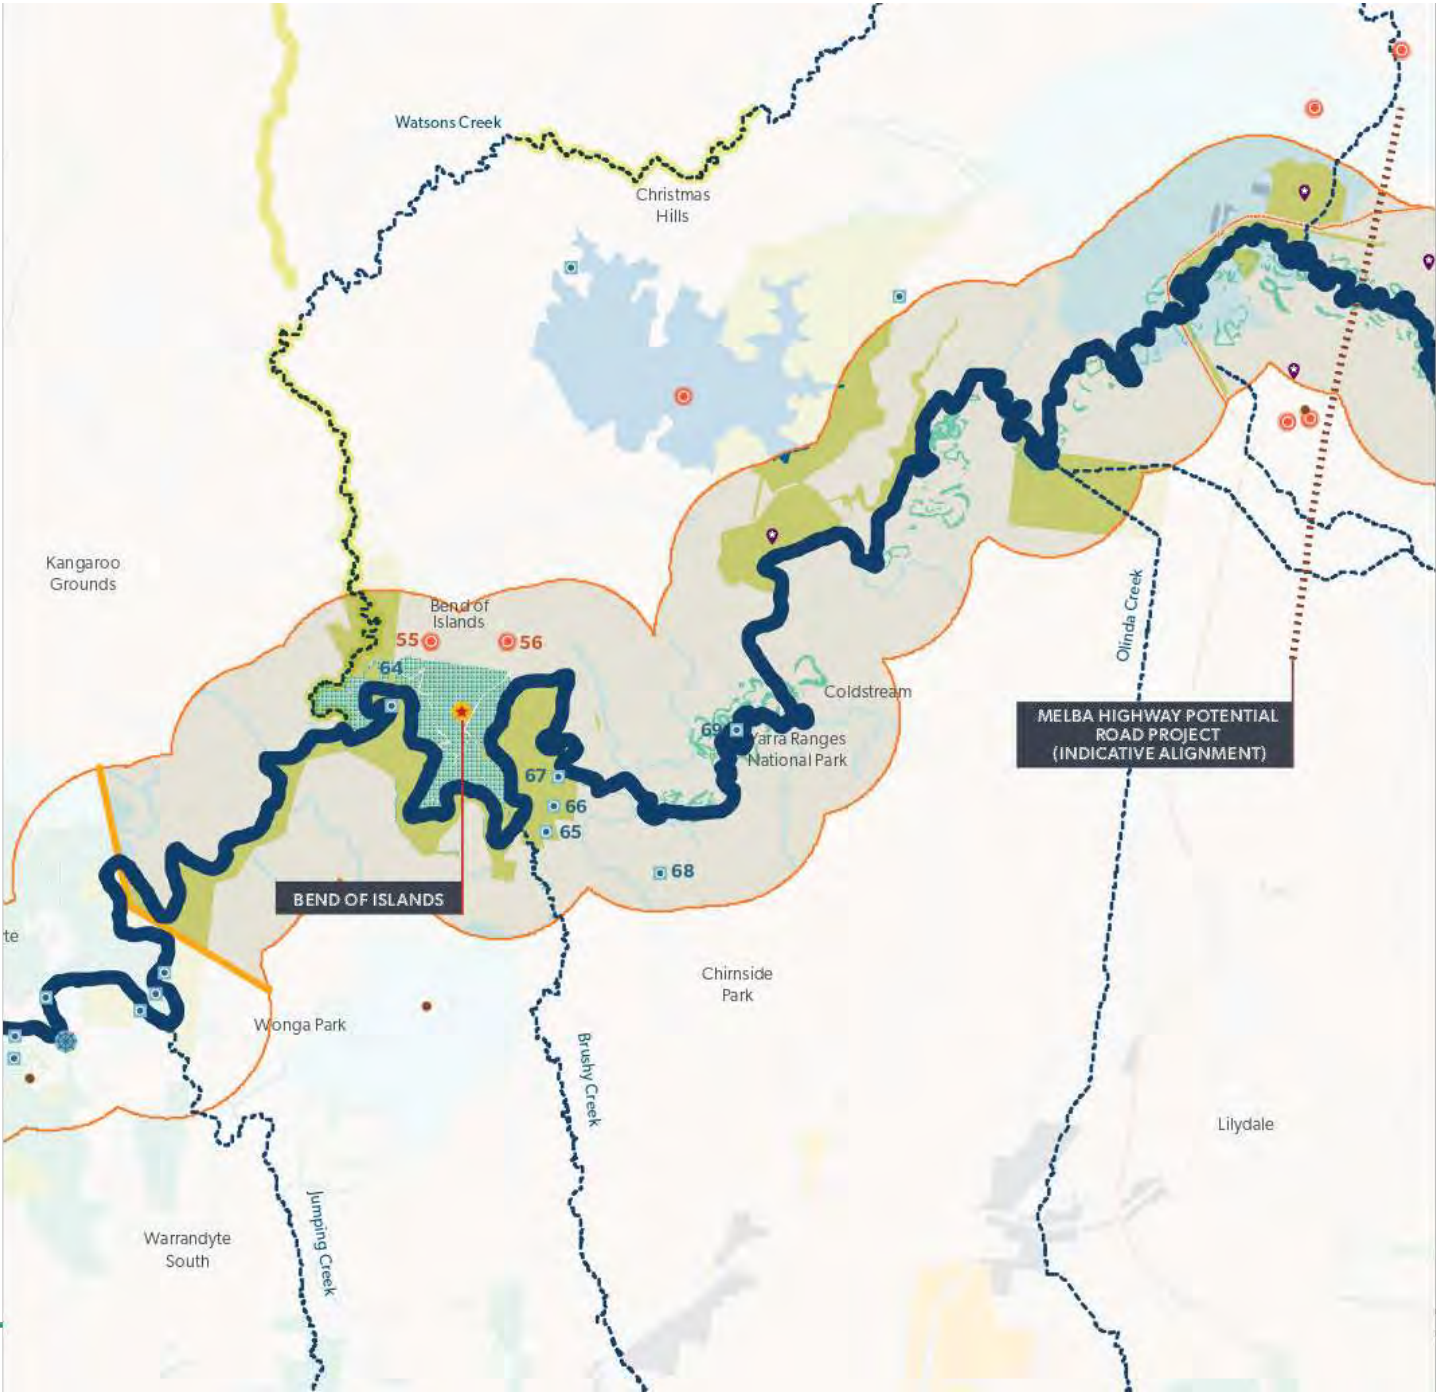 Watsons Creek
Christmas
Hills
Kangaroo
Grounds
Bend of
Islands
55
56
64
Olinda Creek
Coldstream
69
Yarra Ranges
National Park
MELBA HIGHWAY POTENTIAL
ROAD PROJECT
(INDICATIVE ALIGNMENT)
67
66
65
68
BEND OF ISLANDS
te
Chirnside
Park
Wonga Park
Brushy Creek
Lilydale
Jumping Creek
Warrandyte
South